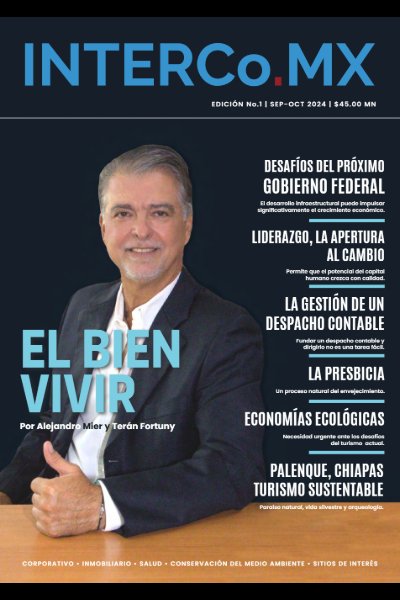 INTERCo.MX
EDICIÓN No.1 | SEP-OCT 2024 | $45.00 MN
DESAFÍOS DEL PRÓXIMO
GOBIERNO FEDERAL
El desarrollo infraestructural puede impulsar
significativamente el crecimiento económico.
LIDERAZGO, LA APERTURA
AL CAMBIO
Permite que el potencial del capital
humano crezca con calidad.
LA GESTIÓN DE UN
DESPACHO CONTABLE
Fundar un despacho contable y
dirigirlo no es una tarea fácil.
LA PRESBICIA
Un proceso natural del envejecimiento.
ECONOMÍAS ECOLÓGICAS
Necesidad urgente ante los desafíos
del turismo actual.
PALENQUE, CHIAPAS
TURISMO SUSTENTABLE
Paraíso natural, vida silvestre y arqueología.
EL BIEN
VIVIR
Por Alejandro Mier y Terán Fortuny
CORPORATIVO • INMOBILIARIO • SALUD • CONSERVACIÓN DEL MEDIO AMBIENTE • SITIOS DE INTERÉS